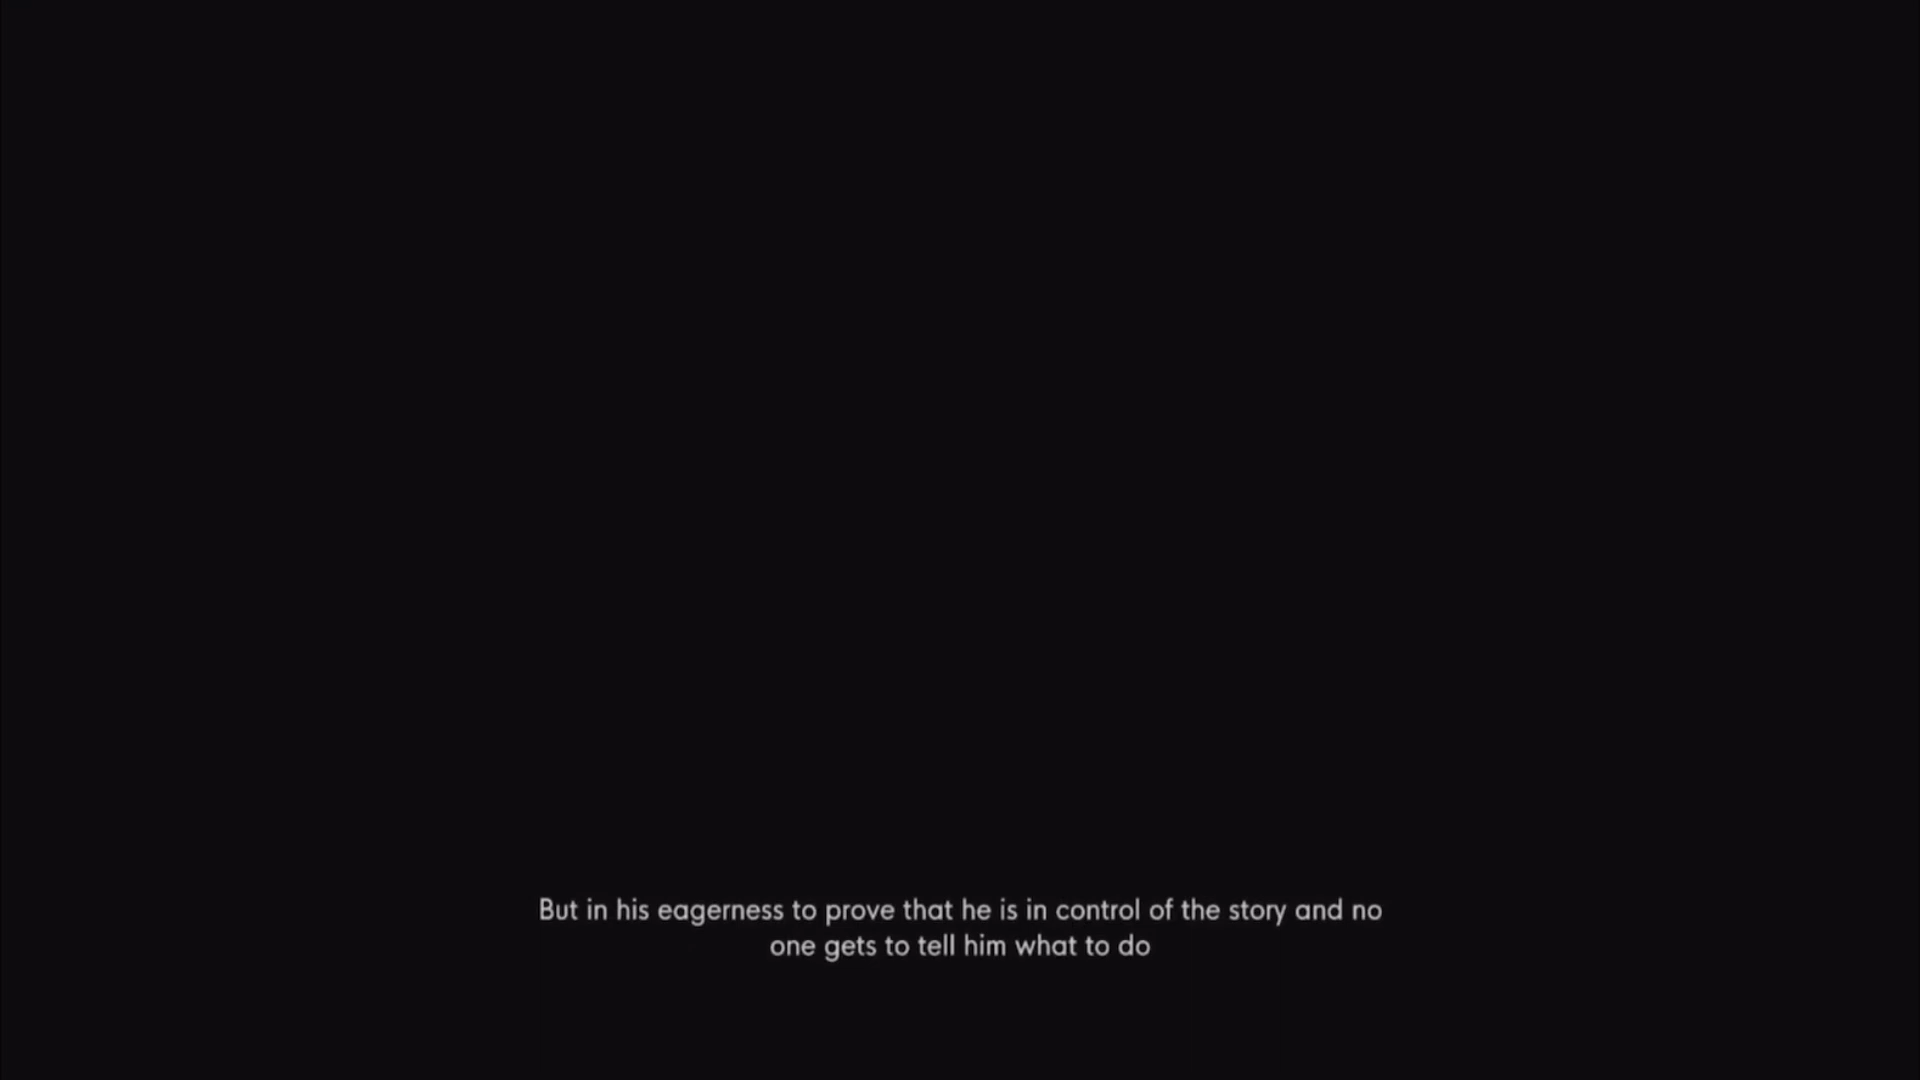 But in his eagerness to prove that he is in control of the story and no
one gets to tell him what to do